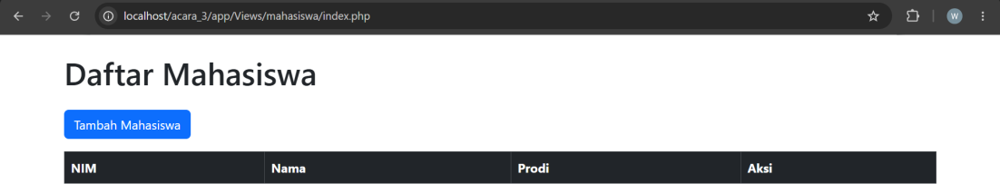 localhost/acara_3/app/Views/mahasiswa/index.php
W
Daftar Mahasiswa
Tambah Mahasiswa
NIM Nama Prodi Aksi